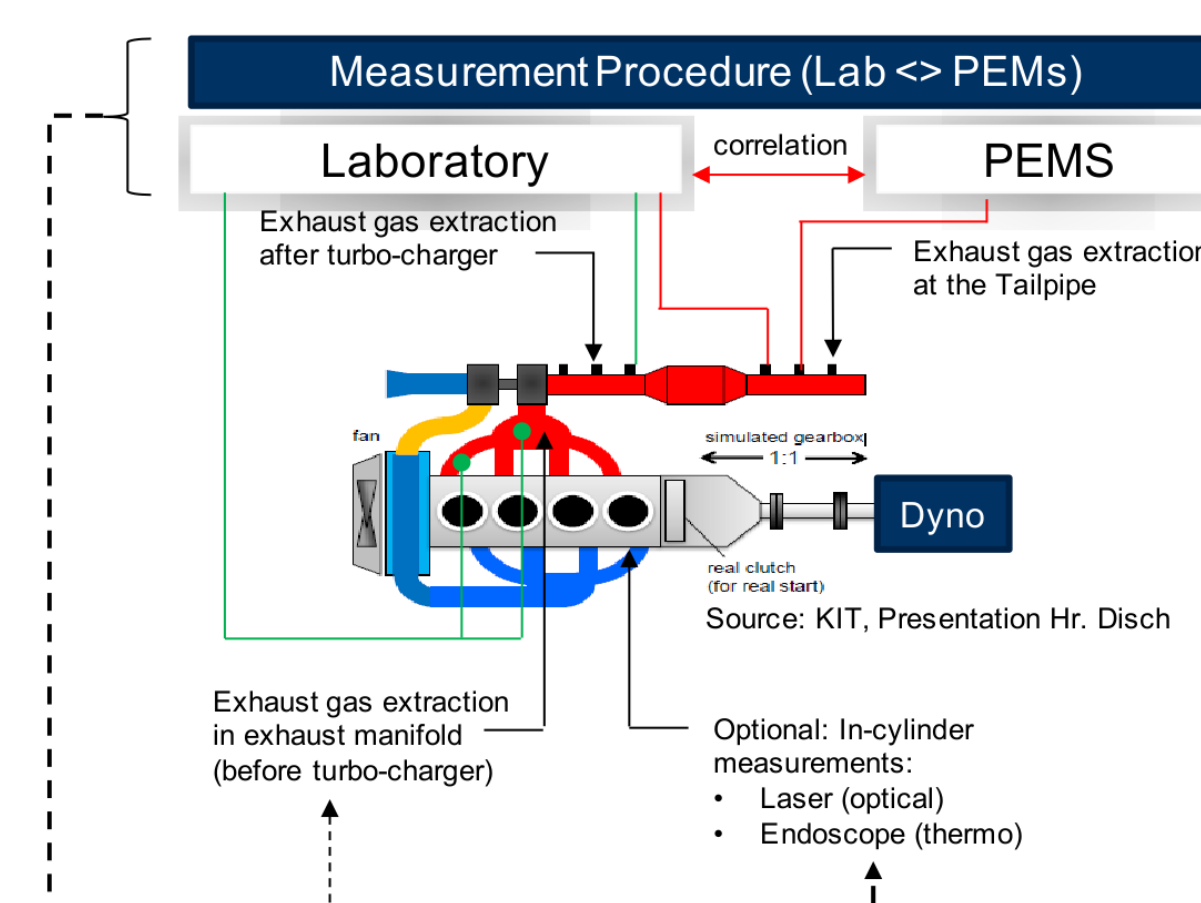 Measurement Procedure (Lab <> PEMs)
Laboratory
correlation
PEMS
Exhaust gas extraction
after turbo-charger
Exhaust gas extraction
at the Tailpipe
fan
simulated gearbox
1:1
Dyno
real clutch
(for real start)
Source: KIT, Presentation Hr. Disch
Exhaust gas extraction
in exhaust manifold
(before turbo-charger)
Optional: In-cylinder
measurements:
• Laser (optical)
• Endoscope (thermo)